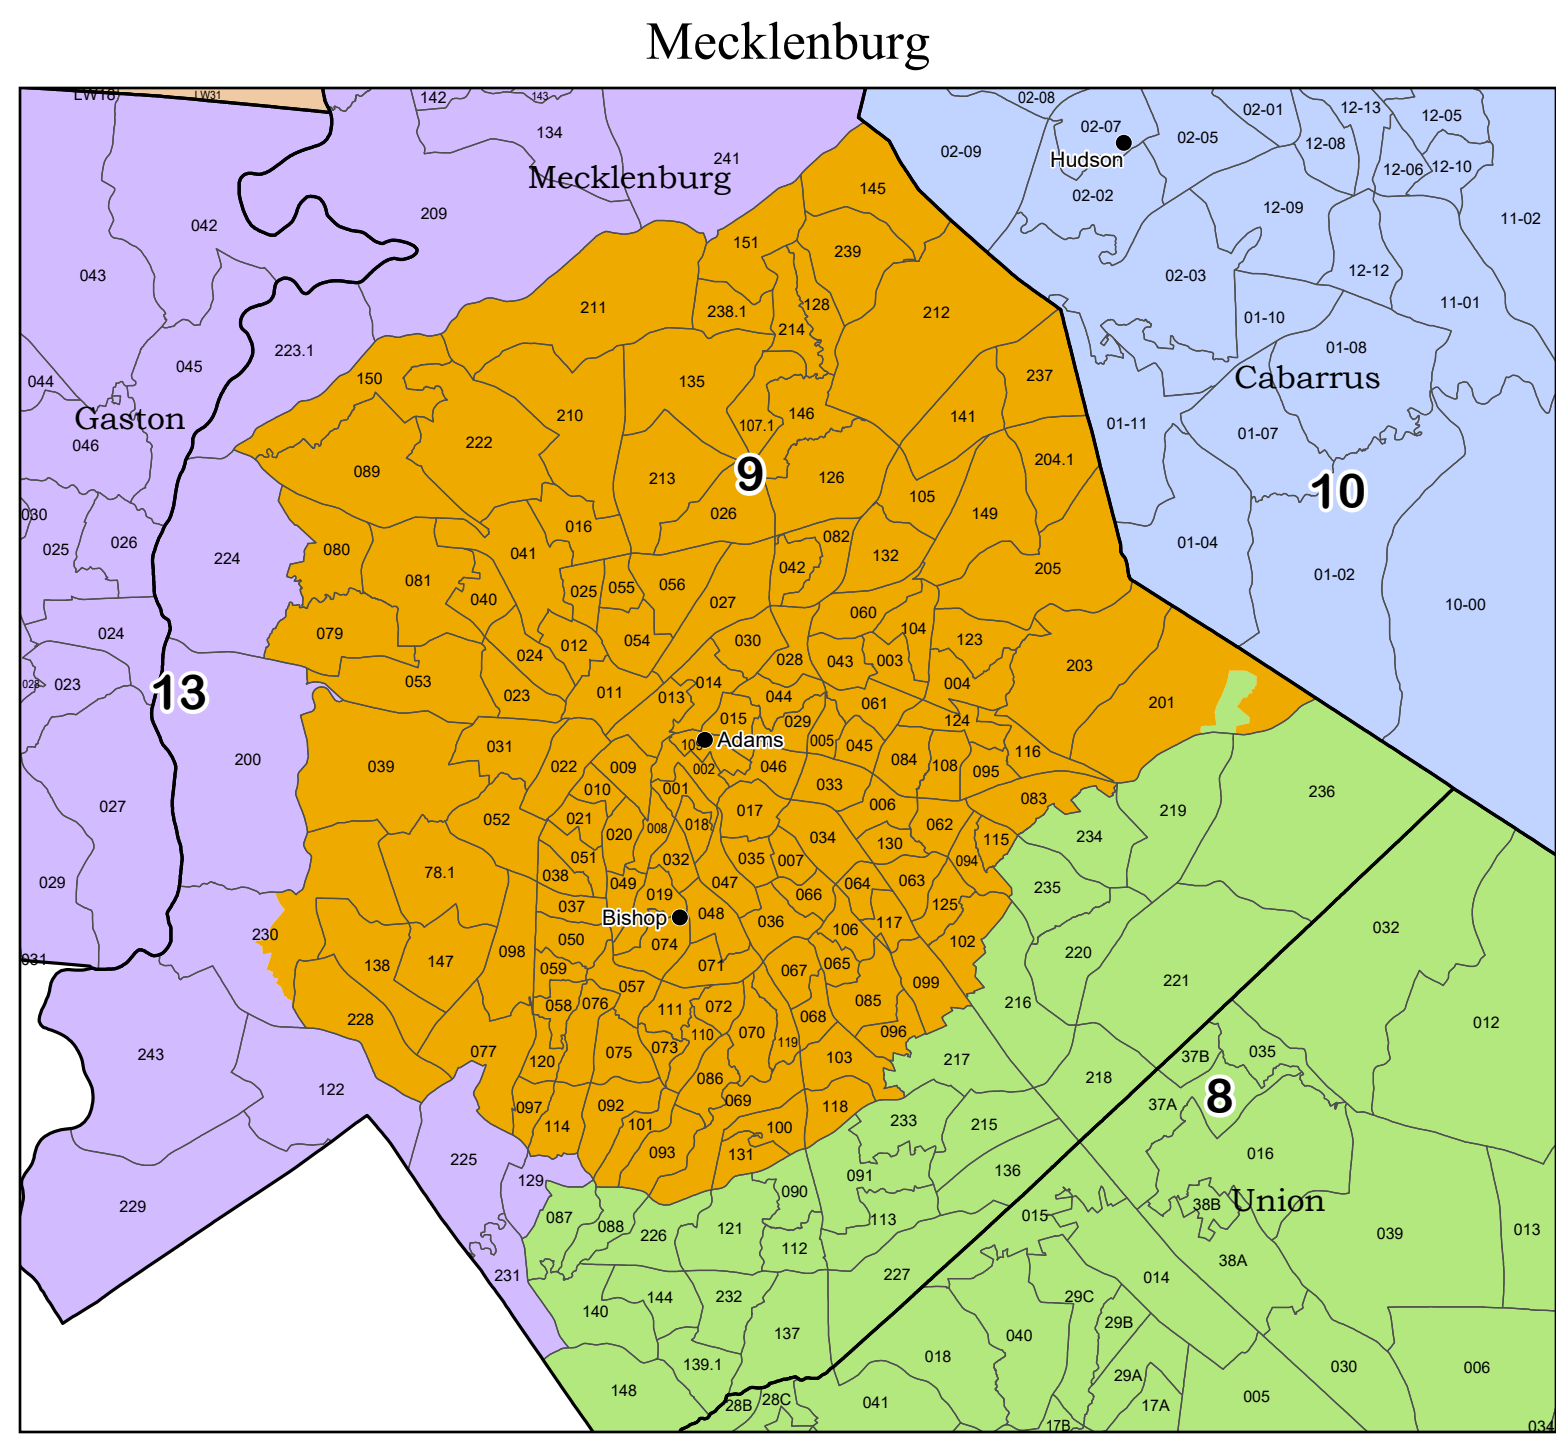 Mecklenburg
LW18 LW31 142 143 02-08 02-01 12-13 12-05
134 02-07 02-05 12-08
241 Hudson 02-09 12-06 12-10
Mecklenburg 145 02-02
042 209 12-09 11-02
151 239
043 02-03 12-12
211 238.1 128 212 11-01
214 01-10
223.1 01-08
045 150 135 237 Cabarrus
044 210 146 141
Gaston 107.1 01-11 01-07
046 222 204.1
089 213 9 126 105 10
030 016 026 149
025 026 080 041 082 132 01-04
224 081 042 205 01-02
040 025 055 056 027 10-00
024 079 012 054 030 060 104 123
024 028 043 003 203
13 023 053 023 011 013 014 044 004
028 061 201
015 029 124
031 Adams 005 045 116
200 039 022 009 002 046 084 108 095
010 001 033 236
027 052 021 020 008 018 017 006 083 219
034 130 062 115 234
029 78.1 051 032 035 007 094
038 049 019 047 066 064 063 235
037 Bishop 048 036 106 117 125 032
230 050 074 102 220
031 138 147 098 059 071 067 065 099 221
058 076 057 111 072 068 085 216 012
228 110 070 096
243 077 120 075 073 119 103 217 37B 035
122 086 218 8
097 092 069 118 37A
114 101 100 233 215
225 093 131 016
129 091 136
229 087 088 226 121 090 113 015 38B Union
112 039 013
231 227 38A
140 144 232 014
29C
137 040 29B
139.1 018 030 006
148 29A
28B 28C 041 17A 005
17B 034